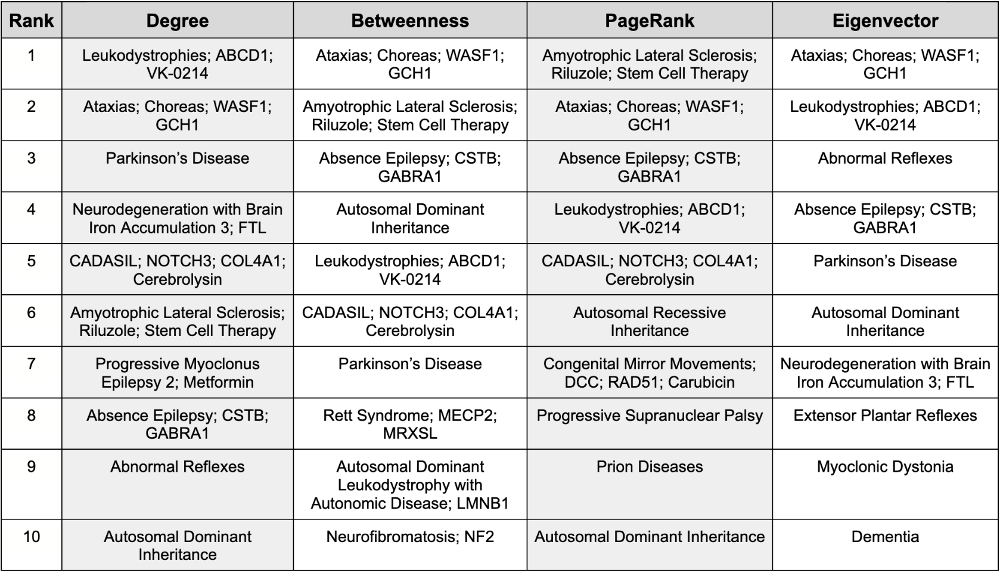 Rank Degree Betweenness PageRank Eigenvector
1
Leukodystrophies; ABCD1;
VK-0214
Ataxias; Choreas; WASF1;
GCH1
Amyotrophic Lateral Sclerosis;
Riluzole; Stem Cell Therapy
Ataxias; Choreas; WASF1;
GCH1
2
Ataxias; Choreas; WASF1;
GCH1
Amyotrophic Lateral Sclerosis;
Riluzole; Stem Cell Therapy
Ataxias; Choreas; WASF1;
GCH1
Leukodystrophies; ABCD1;
VK-0214
3
Parkinson’s Disease
Absence Epilepsy; CSTB;
GABRA1
Absence Epilepsy; CSTB;
GABRA1
Abnormal Reflexes
4
Neurodegeneration with Brain
Iron Accumulation 3; FTL
Autosomal Dominant
Inheritance
Leukodystrophies; ABCD1;
VK-0214
Absence Epilepsy; CSTB;
GABRA1
5
CADASIL; NOTCH3; COL4A1;
Cerebrolysin
Leukodystrophies; ABCD1;
VK-0214
CADASIL; NOTCH3; COL4A1;
Cerebrolysin
Parkinson’s Disease
6
Amyotrophic Lateral Sclerosis;
Riluzole; Stem Cell Therapy
CADASIL; NOTCH3; COL4A1;
Cerebrolysin
Autosomal Recessive
Inheritance
Autosomal Dominant
Inheritance
7
Progressive Myoclonus
Epilepsy 2; Metformin
Parkinson’s Disease
Congenital Mirror Movements;
DCC; RAD51; Carubicin
Neurodegeneration with Brain
Iron Accumulation 3; FTL
8
Absence Epilepsy; CSTB;
GABRA1
Rett Syndrome; MECP2;
MRXSL
Progressive Supranuclear Palsy
Extensor Plantar Reflexes
9
Abnormal Reflexes
Autosomal Dominant
Leukodystrophy with
Autonomic Disease; LMNB1
Prion Diseases
Myoclonic Dystonia
10
Autosomal Dominant
Inheritance
Neurofibromatosis; NF2
Autosomal Dominant Inheritance
Dementia